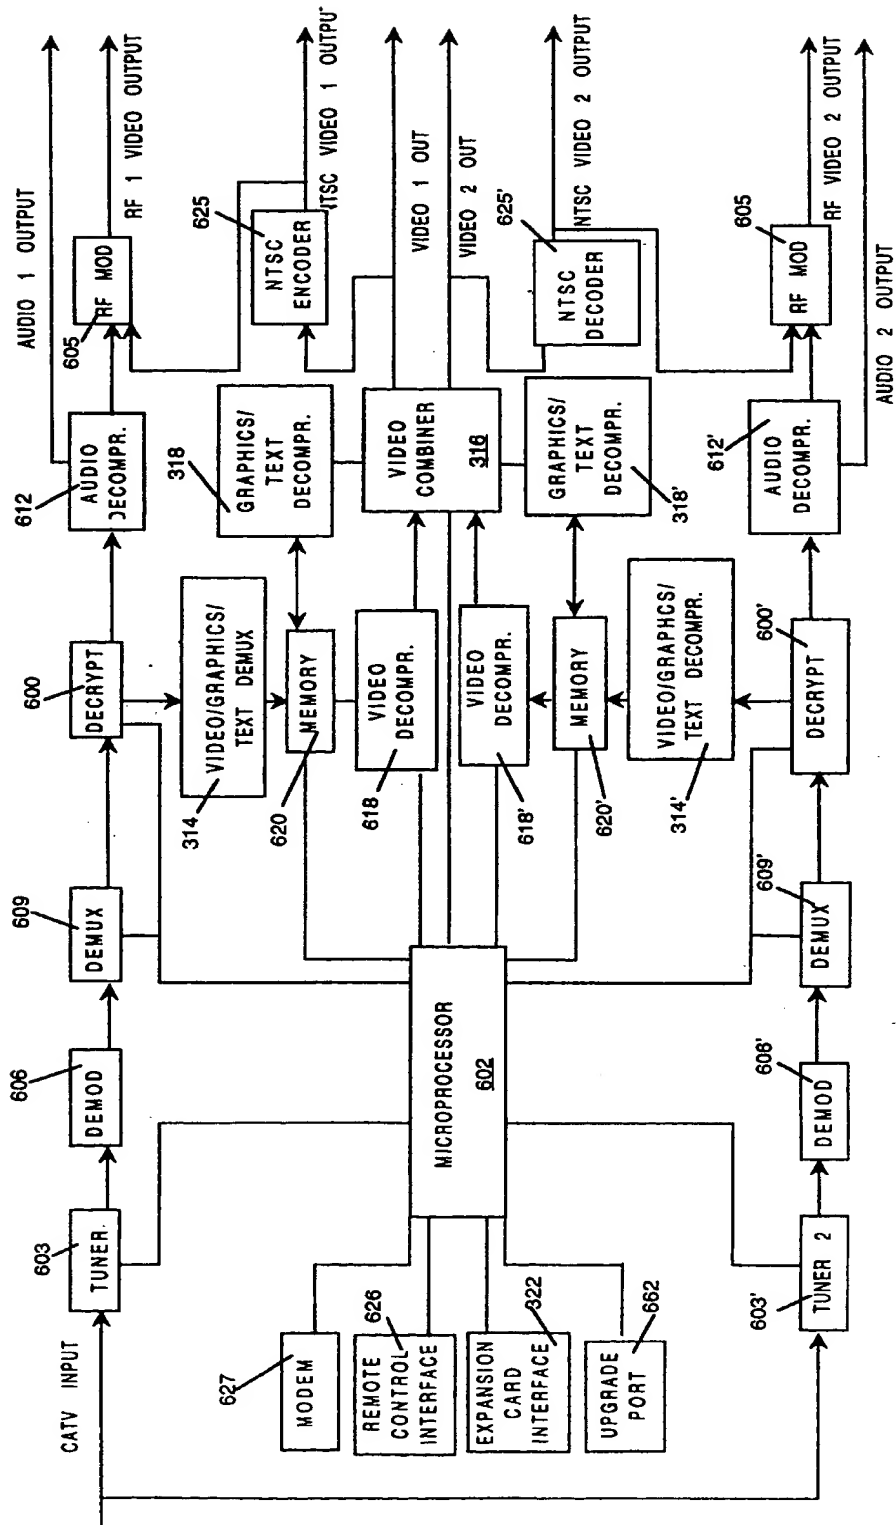 CATV INPUT
603
TUNER.
606
DEMOD
609
DEMUX
600
DECRYPT
612
AUDIO
DECOMPR.
605
RF MOD
AUDIO 1 OUTPUT
RF 1 VIDEO OUTPUT
314
VIDEO/GRAPHICS/
TEXT DEMUX
318
GRAPHICS/
TEXT
DECOMPR.
625
NTSC
ENCODER
NTSC VIDEO 1 OUTPUT
627
MODEM
620
MEMORY
626
REMOTE
CONTROL
INTERFACE
618
VIDEO
DECOMPR.
VIDEO
COMBINER
316
VIDEO 1 OUT
VIDEO 2 OUT
MICROPROCESSOR
602
322
EXPANSION
CARD
INTERFACE
618'
VIDEO
DECOMPR.
662
UPGRADE
PORT
620'
MEMORY
GRAPHICS/
TEXT
DECOMPR.
318'
625'
NTSC
DECODER
NTSC VIDEO 2 OUTPUT
314'
VIDEO/GRAPHCS/
TEXT DECOMPR.
603'
TUNER 2
606'
DEMOD
609'
DEMUX
600'
DECRYPT
612'
AUDIO
DECOMPR.
605
RF MOD
RF VIDEO 2 OUTPUT
AUDIO 2 OUTPUT